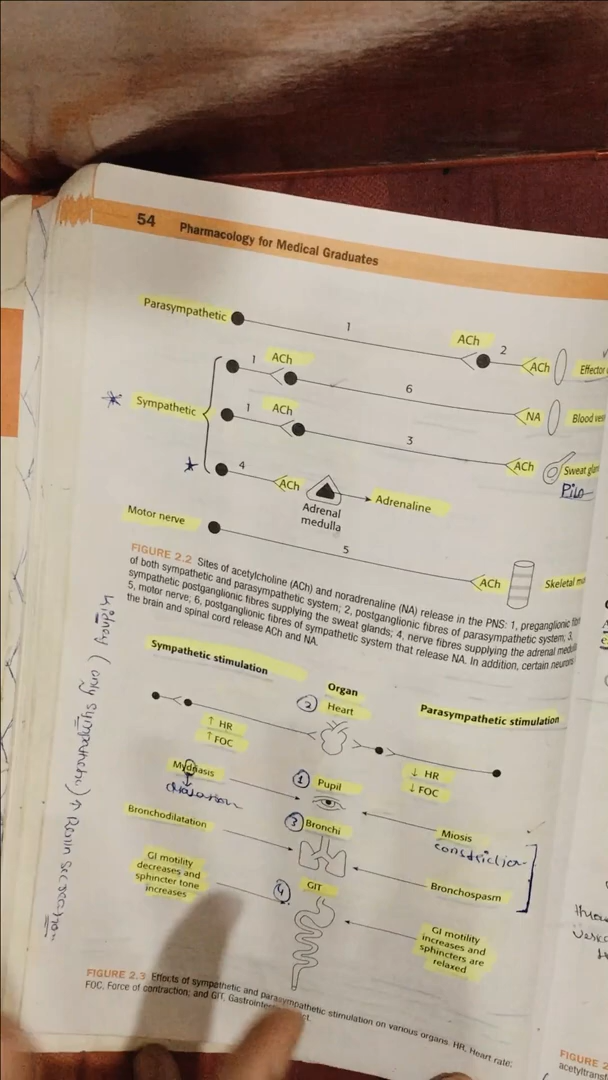 54 Pharmacology for Medical Graduates
Parasympathetic 1 ACh 2 ACh Effector
1 ACh 6 NA Blood
Sympathetic 1 ACh 3 ACh Sweat
Pilo
4 ACh Adrenal medulla Adrenaline
Motor nerve 5 ACh Skeletal
FIGURE 2.2 Sites of acetylcholine (ACh) and noradrenaline (NA) release in the PNS: 1, preganglionic
of both sympathetic and parasympathetic system; 2, postganglionic fibres of parasympathetic system; 3,
sympathetic postganglionic fibres supplying the sweat glands; 4, nerve fibres supplying the adrenal
5, motor nerve; 6, postganglionic fibres of sympathetic system that release NA. In addition, certain
the brain and spinal cord release ACh and NA.
Kidney (only sympathetic) ↑ Renin secretion
Sympathetic stimulation
Organ
Parasympathetic stimulation
2 Heart
↑ HR
↑ FOC
↓ HR
↓ FOC
Mydriasis
1 Pupil
Miosis
constriction
Bronchodilatation
3 Bronchi
Bronchospasm
GI motility
decreases and
sphincter tone
increases
4 GIT
GI motility
increases and
sphincters are
relaxed
FIGURE 2.3 Effects of sympathetic and parasympathetic stimulation on various organs. HR, Heart rate;
FOC, Force of contraction; and GIT,
FIGURE